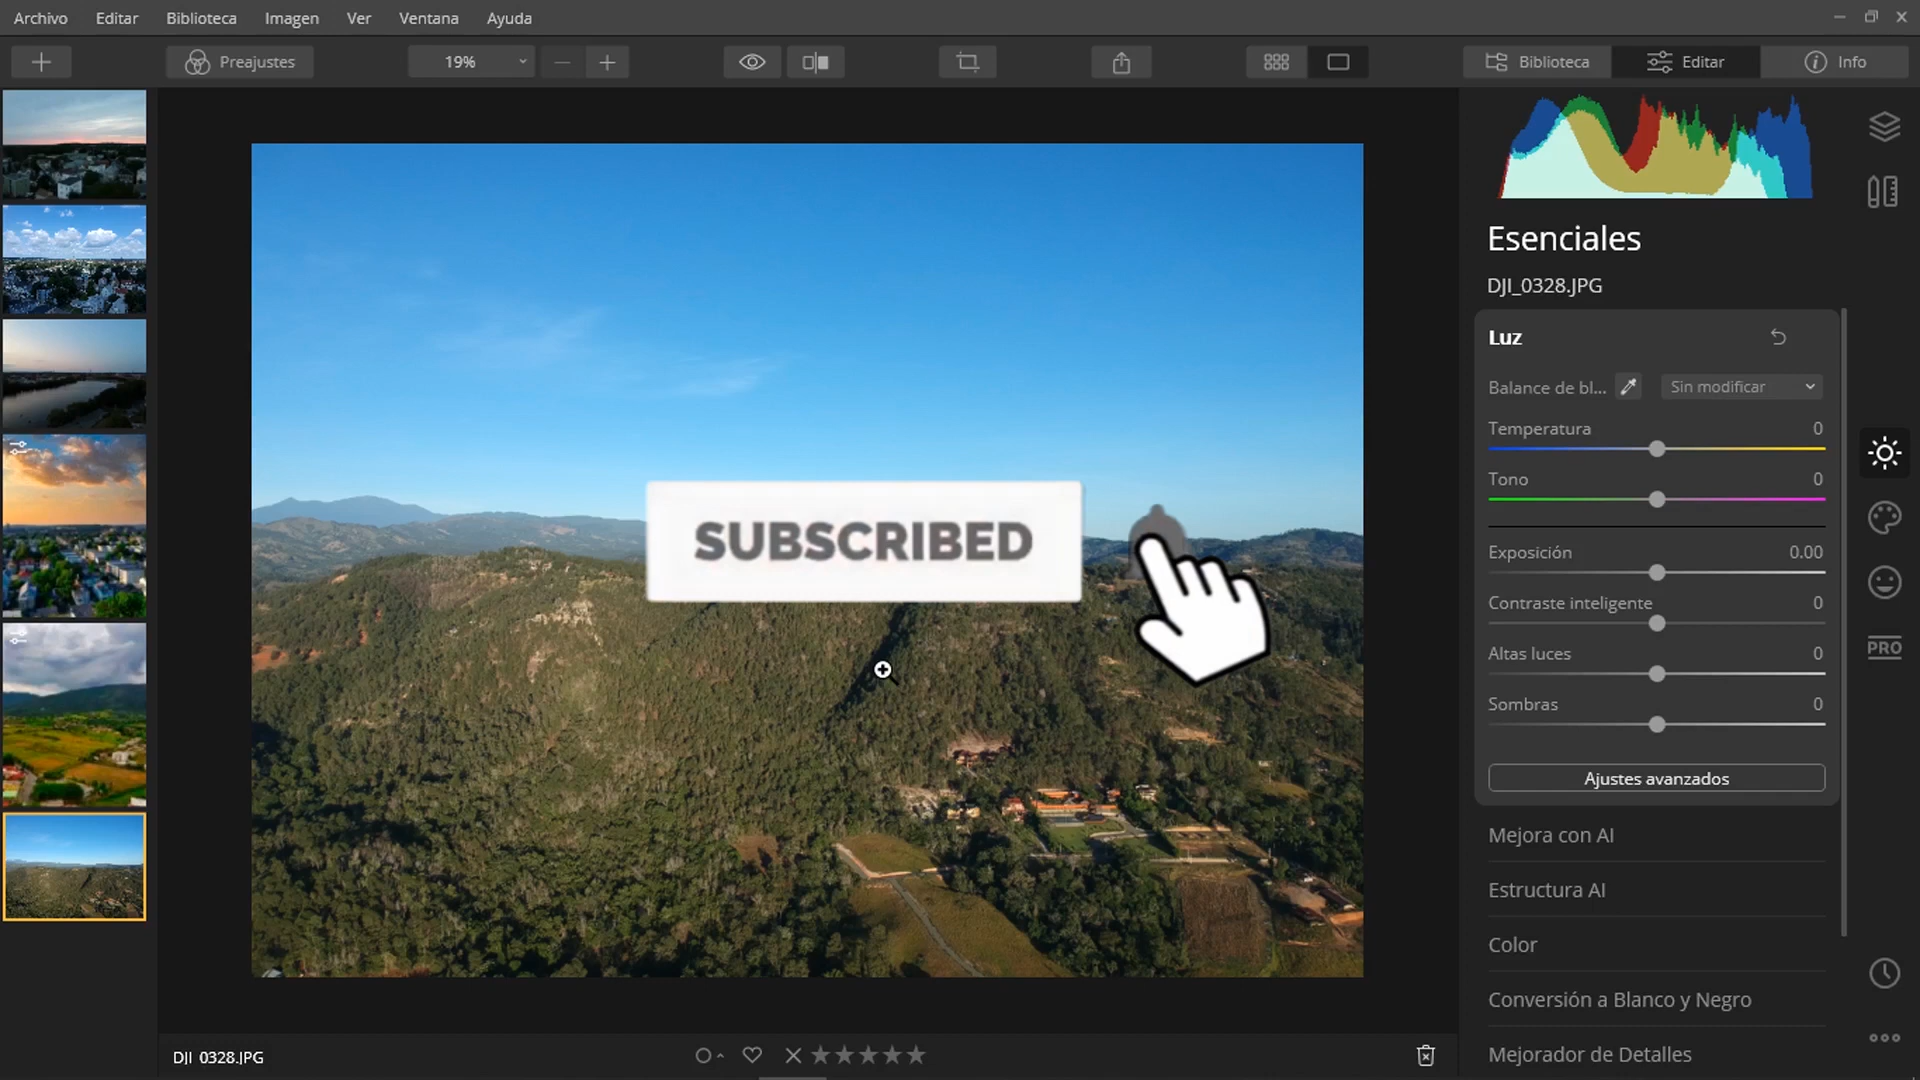 Archivo Editar Biblioteca Imagen Ver Ventana Ayuda
Preajustes 19% Biblioteca Editar Info
Esenciales
DJI_0328.JPG
Luz
Balance de bl... Sin modificar
Temperatura 0
Tono 0
Exposición 0.00
Contraste inteligente 0
Altas luces 0
Sombras 0
Ajustes avanzados
Mejora con AI
Estructura AI
Color
Conversión a Blanco y Negro
Mejorador de Detalles
PRO
SUBSCRIBED
DJI_0328.JPG